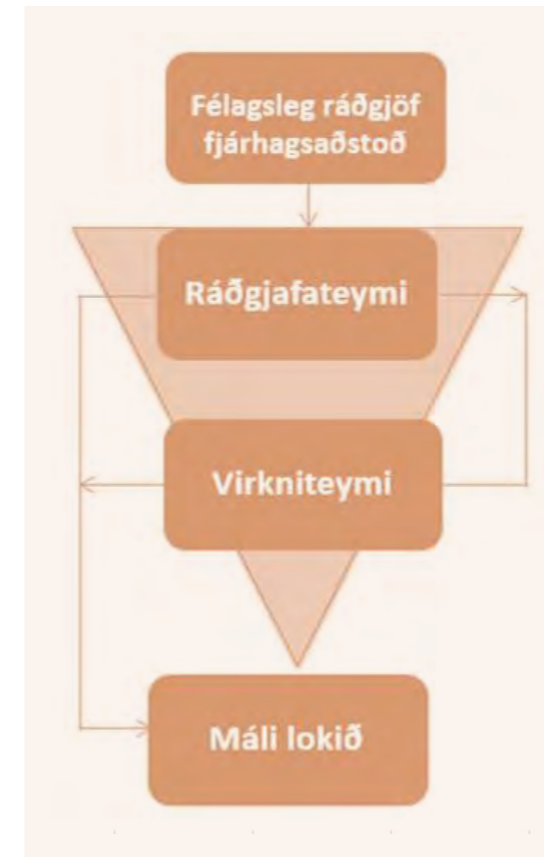 Félagsleg ráðgjöf
fjárhagsaðstoð
Ráðgjafateymi
Virkniteymi
Máli lokið